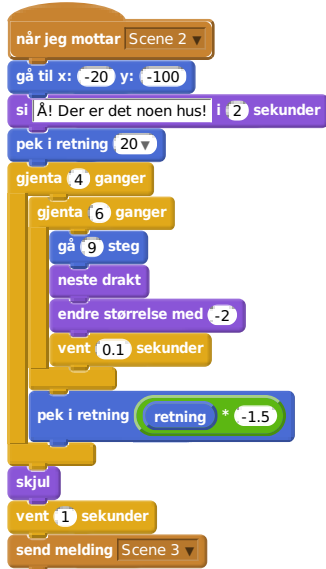 når jeg mottar Scene 2
gå til x: -20 y: -100
si Å! Der er det noen hus! i 2 sekunder
pek i retning 20
gjenta 4 ganger
gjenta 6 ganger
gå 9 steg
neste drakt
endre størrelse med -2
vent 0.1 sekunder
pek i retning retning * -1.5
skjul
vent 1 sekunder
send melding Scene 3